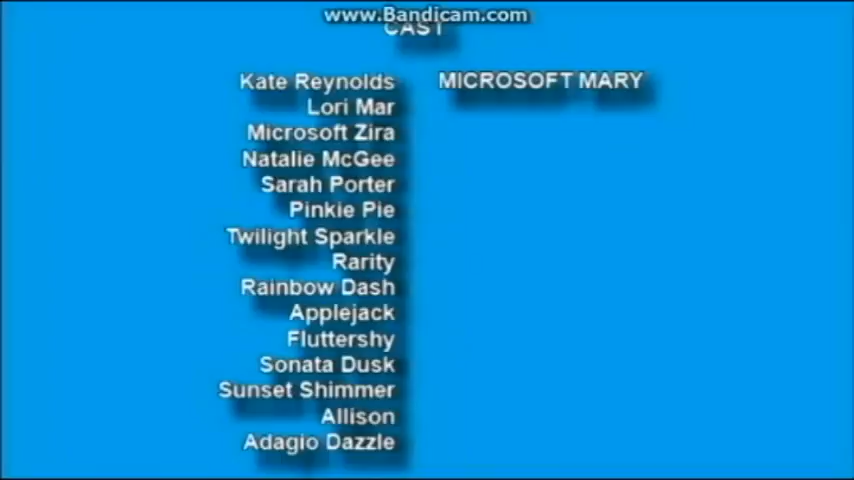 www.Bandicam.com
CAST
Kate Reynolds MICROSOFT MARY
Lori Mar
Microsoft Zira
Natalie McGee
Sarah Porter
Pinkie Pie
Twilight Sparkle
Rarity
Rainbow Dash
Applejack
Fluttershy
Sonata Dusk
Sunset Shimmer
Allison
Adagio Dazzle